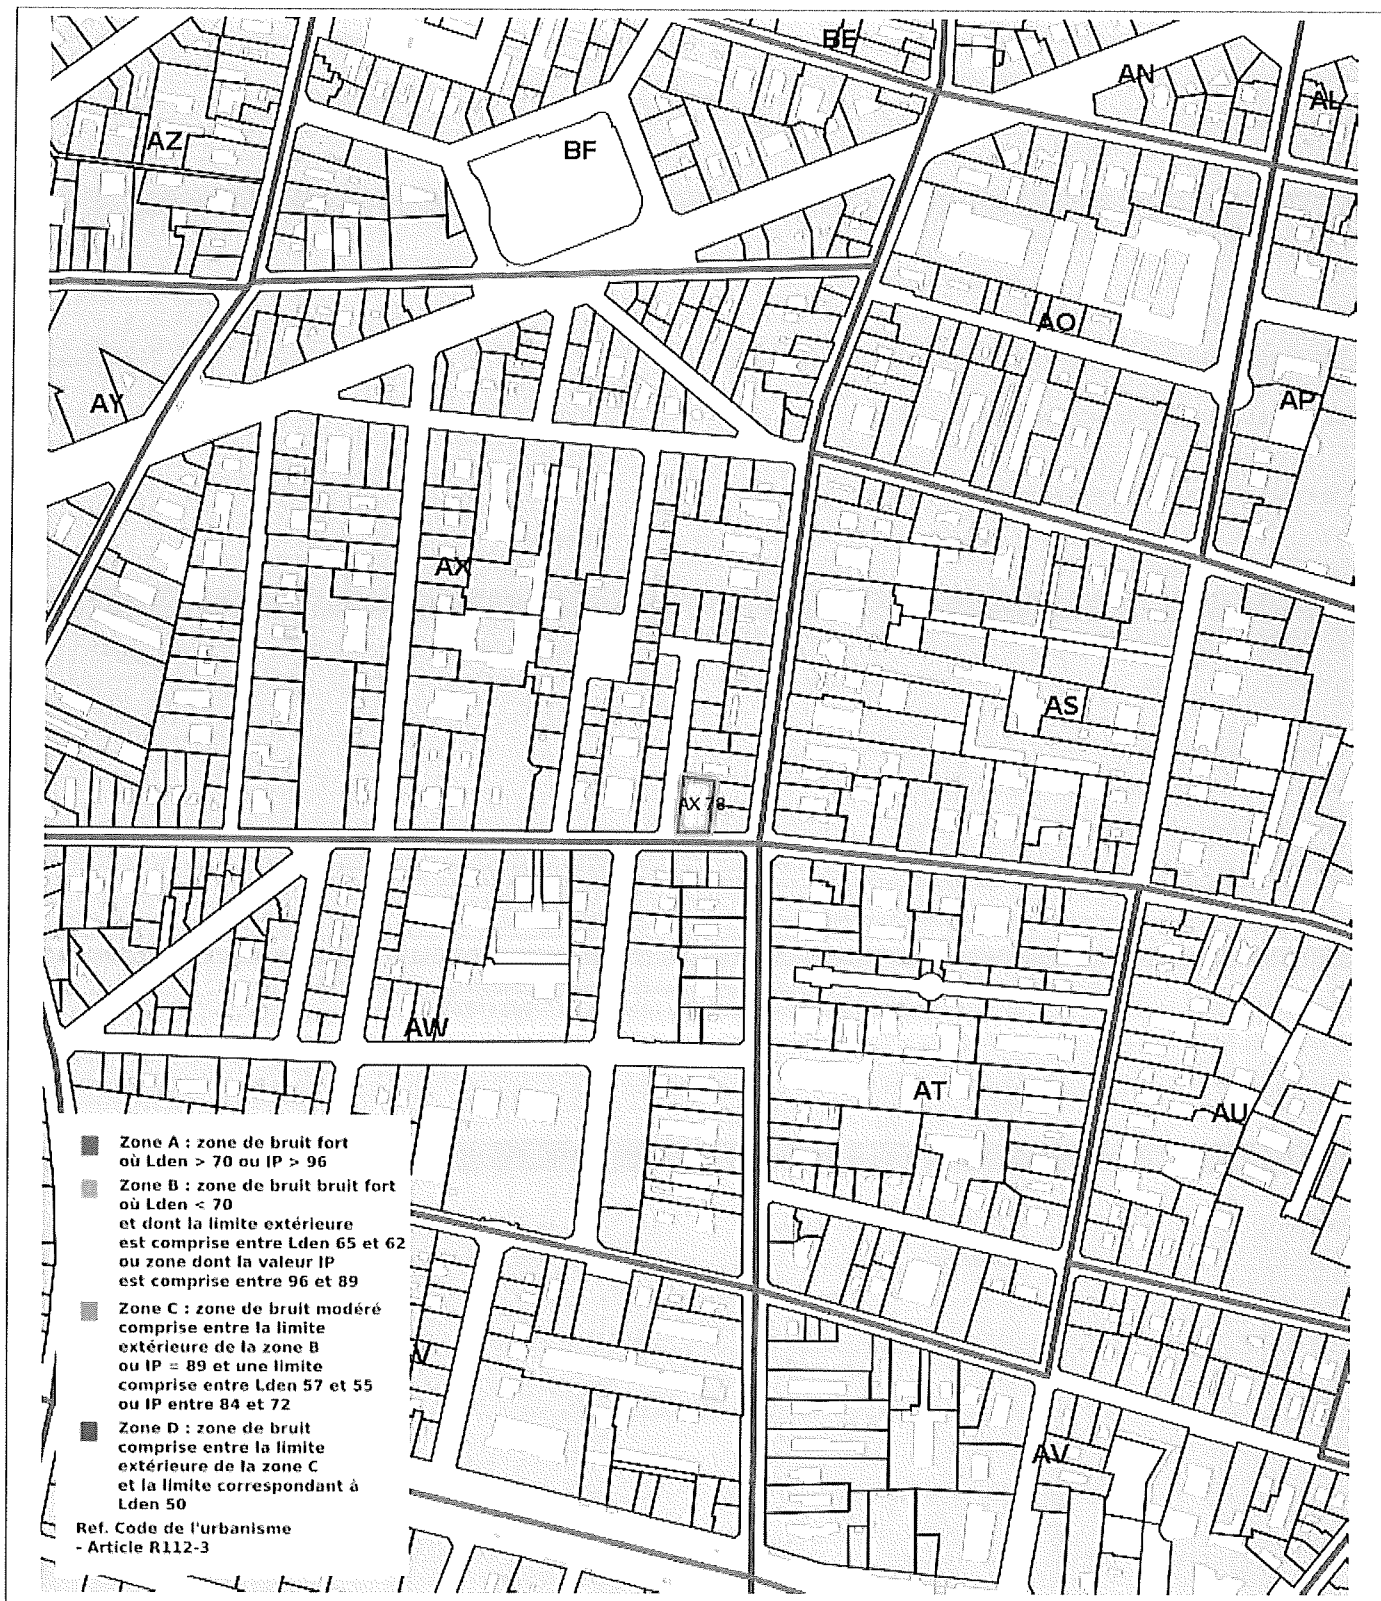 BE
AN
AL
AZ
BF
AO
AY
AP
AX
AS
AX 78
AW
AT
AU
Zone A : zone de bruit fort
où Lden > 70 ou IP > 96
Zone B : zone de bruit bruit fort
où Lden < 70
et dont la limite extérieure
est comprise entre Lden 65 et 62
ou zone dont la valeur IP
est comprise entre 96 et 89
Zone C : zone de bruit modéré
comprise entre la limite
extérieure de la zone B
ou IP = 89 et une limite
comprise entre Lden 57 et 55
ou IP entre 84 et 72
Zone D : zone de bruit
comprise entre la limite
extérieure de la zone C
et la limite correspondant à
Lden 50
Ref. Code de l'urbanisme
- Article R112-3
AV